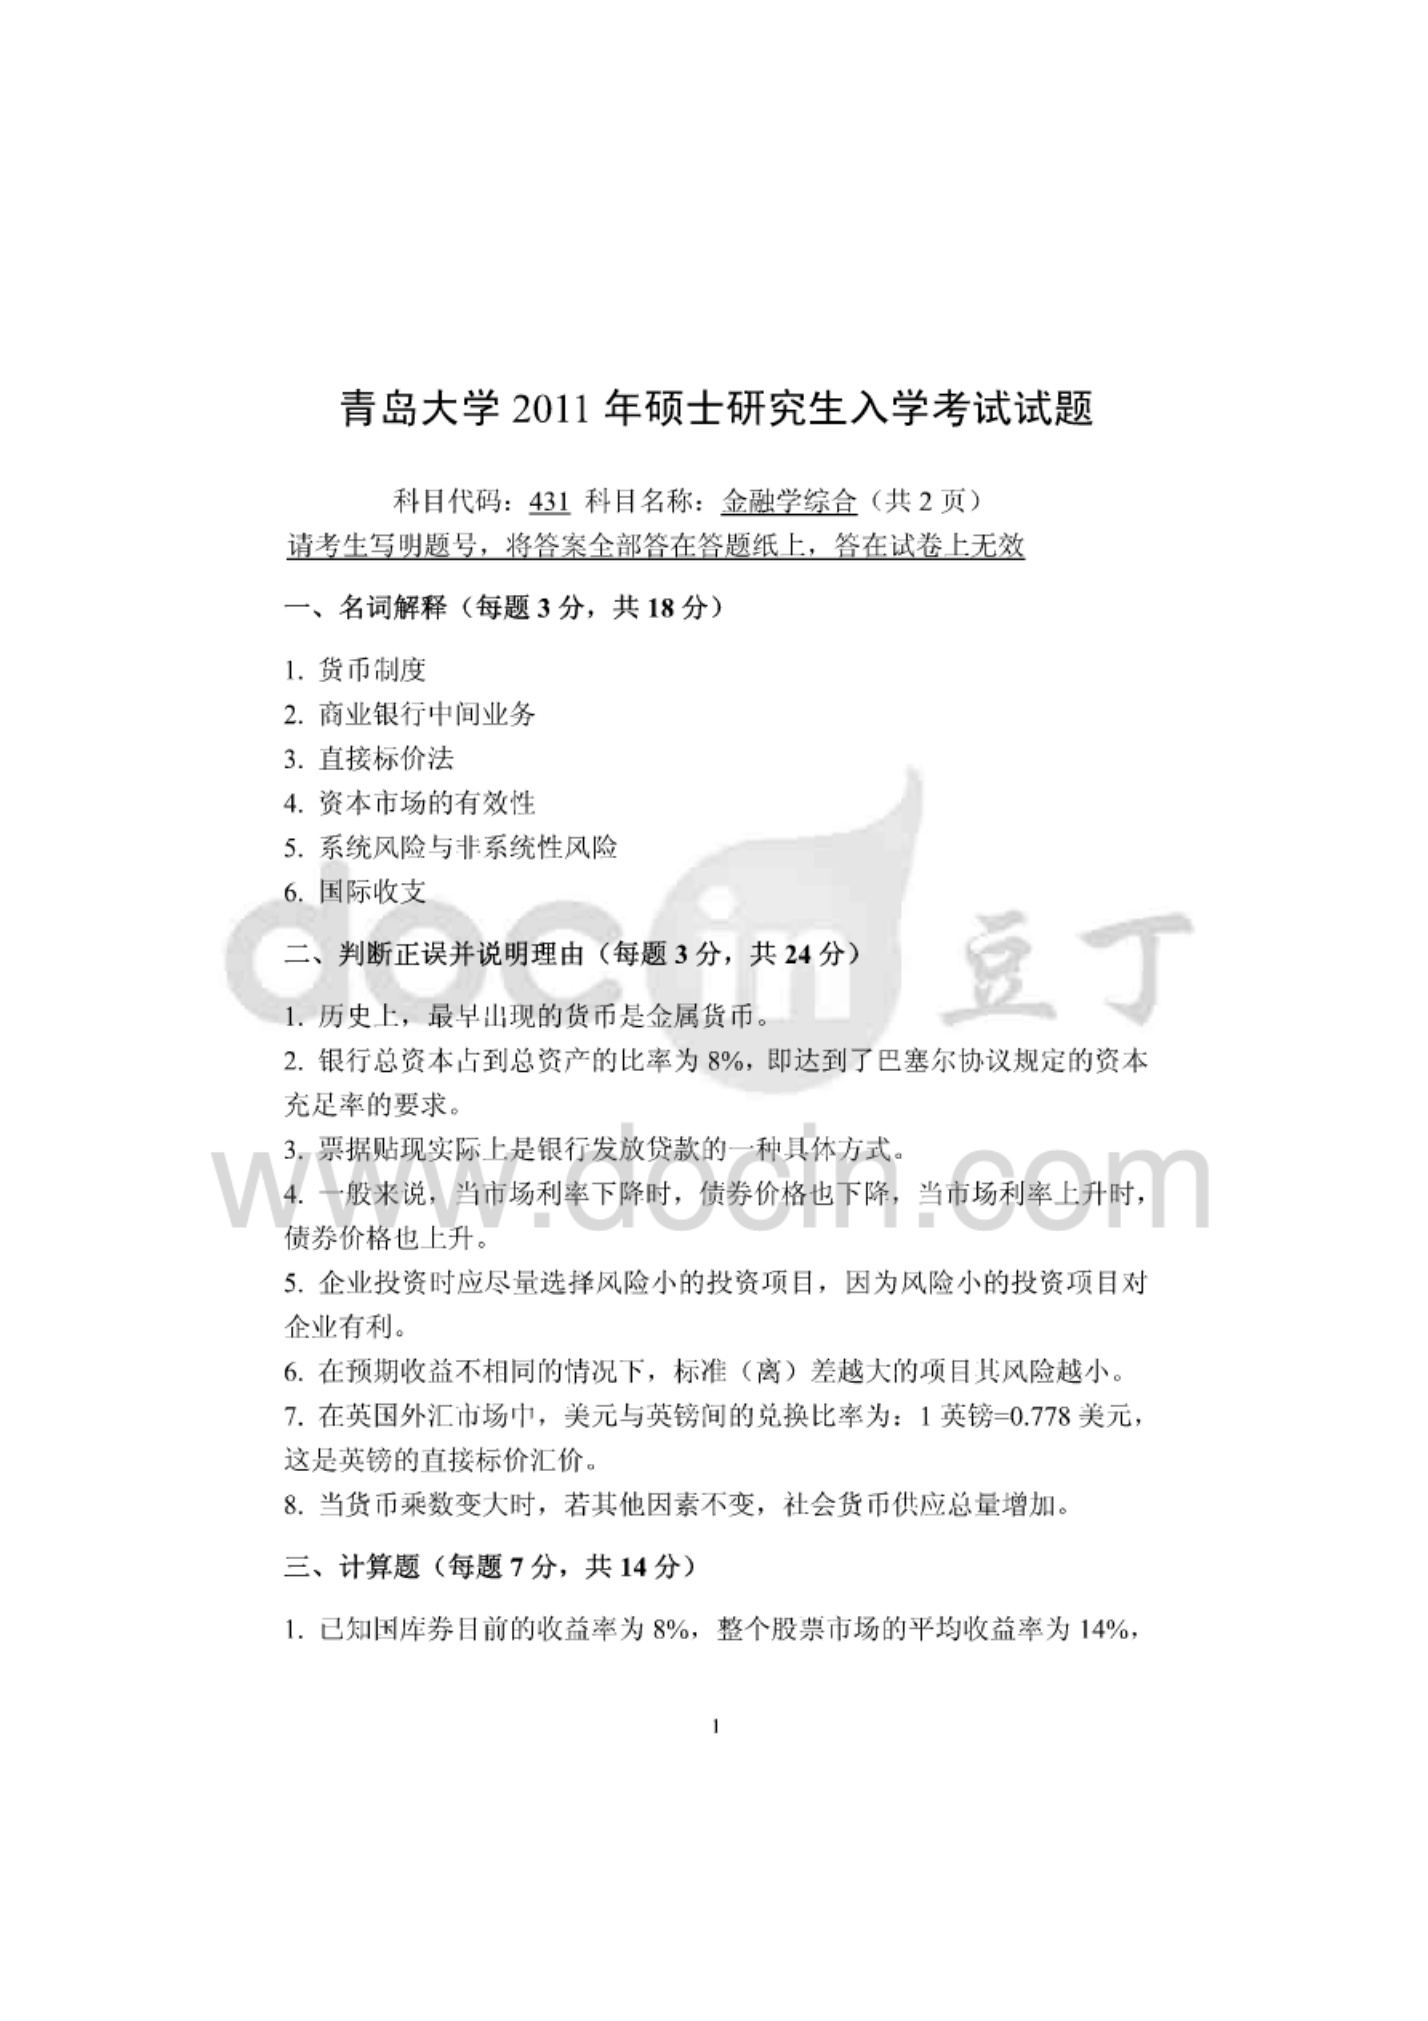 青岛大学 2011 年硕士研究生入学考试试题
科目代码：431 科目名称：金融学综合（共 2 页）
请考生写明题号，将答案全部答在答题纸上，答在试卷上无效
一、名词解释（每题 3 分，共 18 分）
1. 货币制度
2. 商业银行中间业务
3. 直接标价法
4. 资本市场的有效性
5. 系统风险与非系统性风险
6. 国际收支
二、判断正误并说明理由（每题 3 分，共 24 分）
1. 历史上，最早出现的货币是金属货币。
2. 银行总资本占到总资产的比率为 8%，即达到了巴塞尔协议规定的资本
充足率的要求。
3. 票据贴现实际上是银行发放贷款的一种具体方式。
4. 一般来说，当市场利率下降时，债券价格也下降，当市场利率上升时，
债券价格也上升。
5. 企业投资时应尽量选择风险小的投资项目，因为风险小的投资项目对
企业有利。
6. 在预期收益不相同的情况下，标准（离）差越大的项目其风险越小。
7. 在英国外汇市场中，美元与英镑间的兑换比率为：1 英镑=0.778 美元，
这是英镑的直接标价汇价。
8. 当货币乘数变大时，若其他因素不变，社会货币供应总量增加。
三、计算题（每题 7 分，共 14 分）
1. 已知国库券目前的收益率为 8%，整个股票市场的平均收益率为 14%，
1
docin 豆丁
www.docin.com